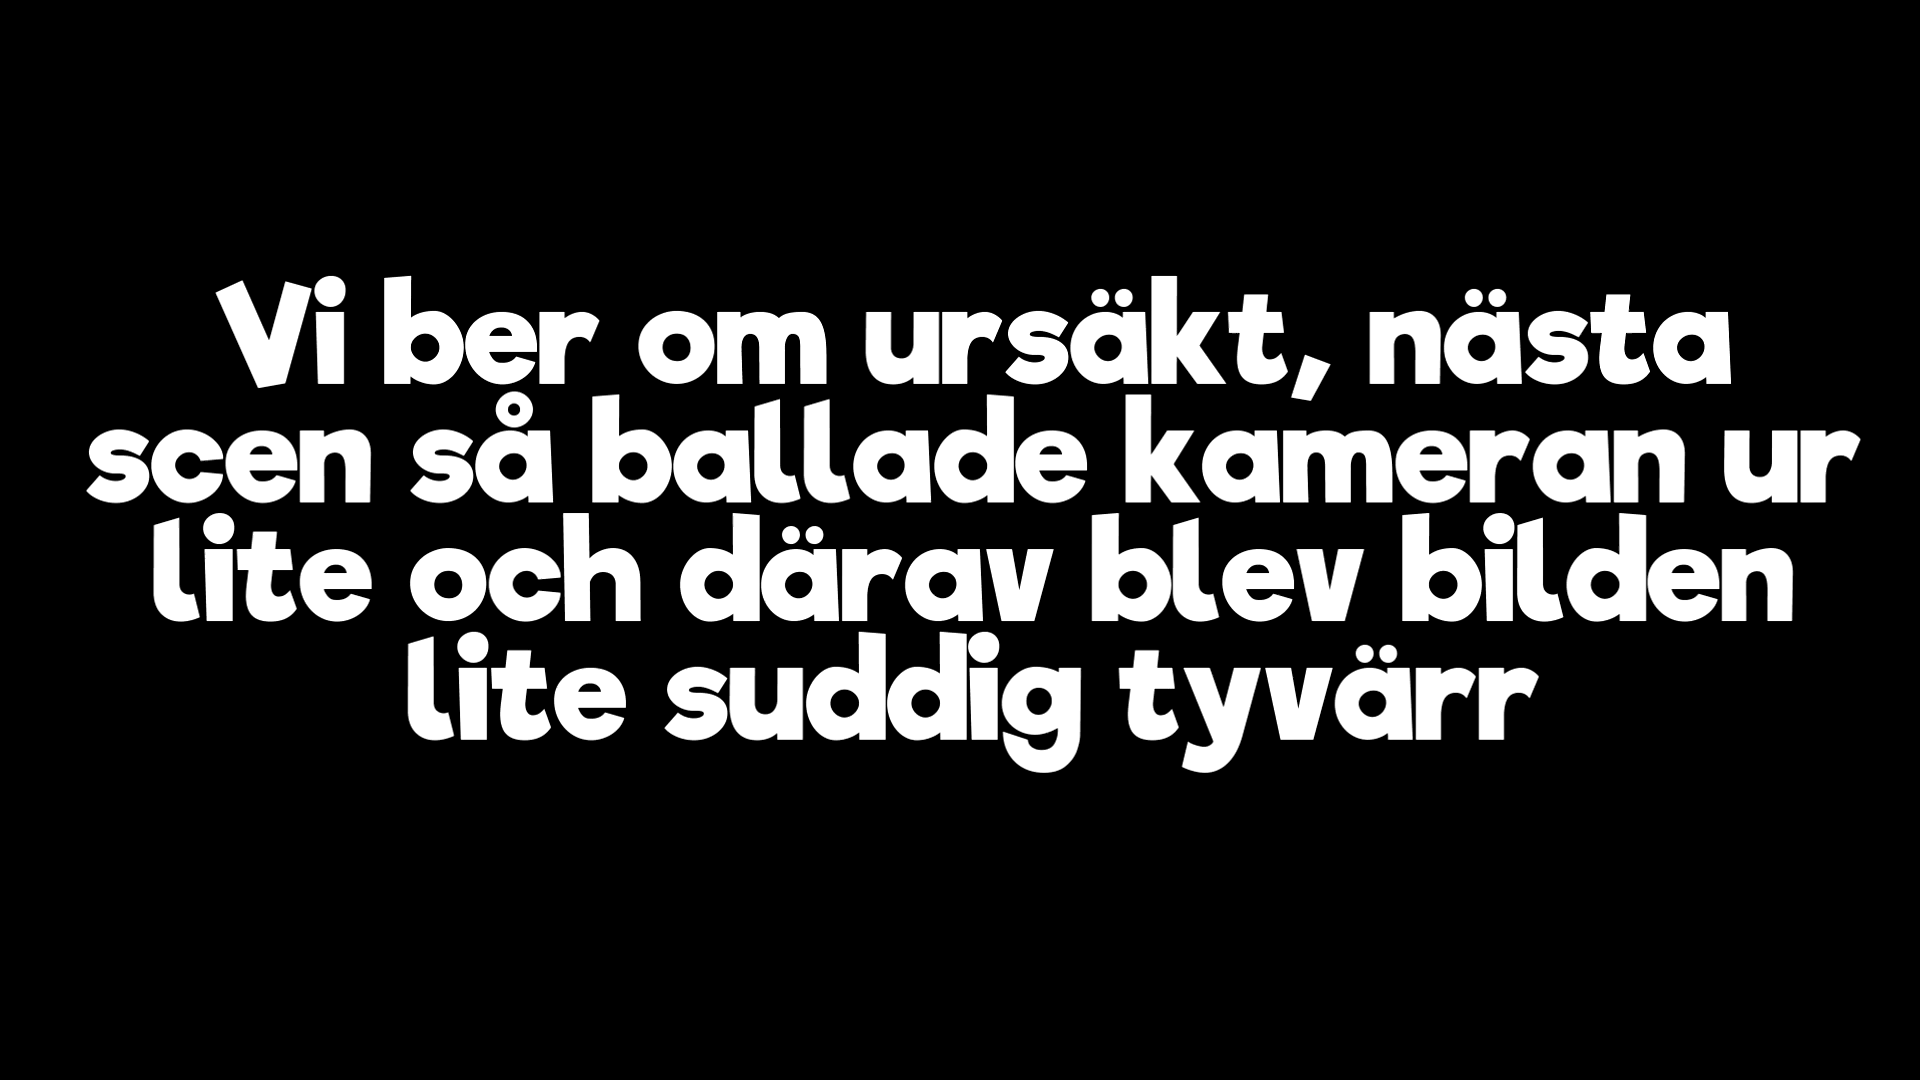 Vi ber om ursäkt, nästa
scen så ballade kameran ur
lite och därav blev bilden
lite suddig tyvärr